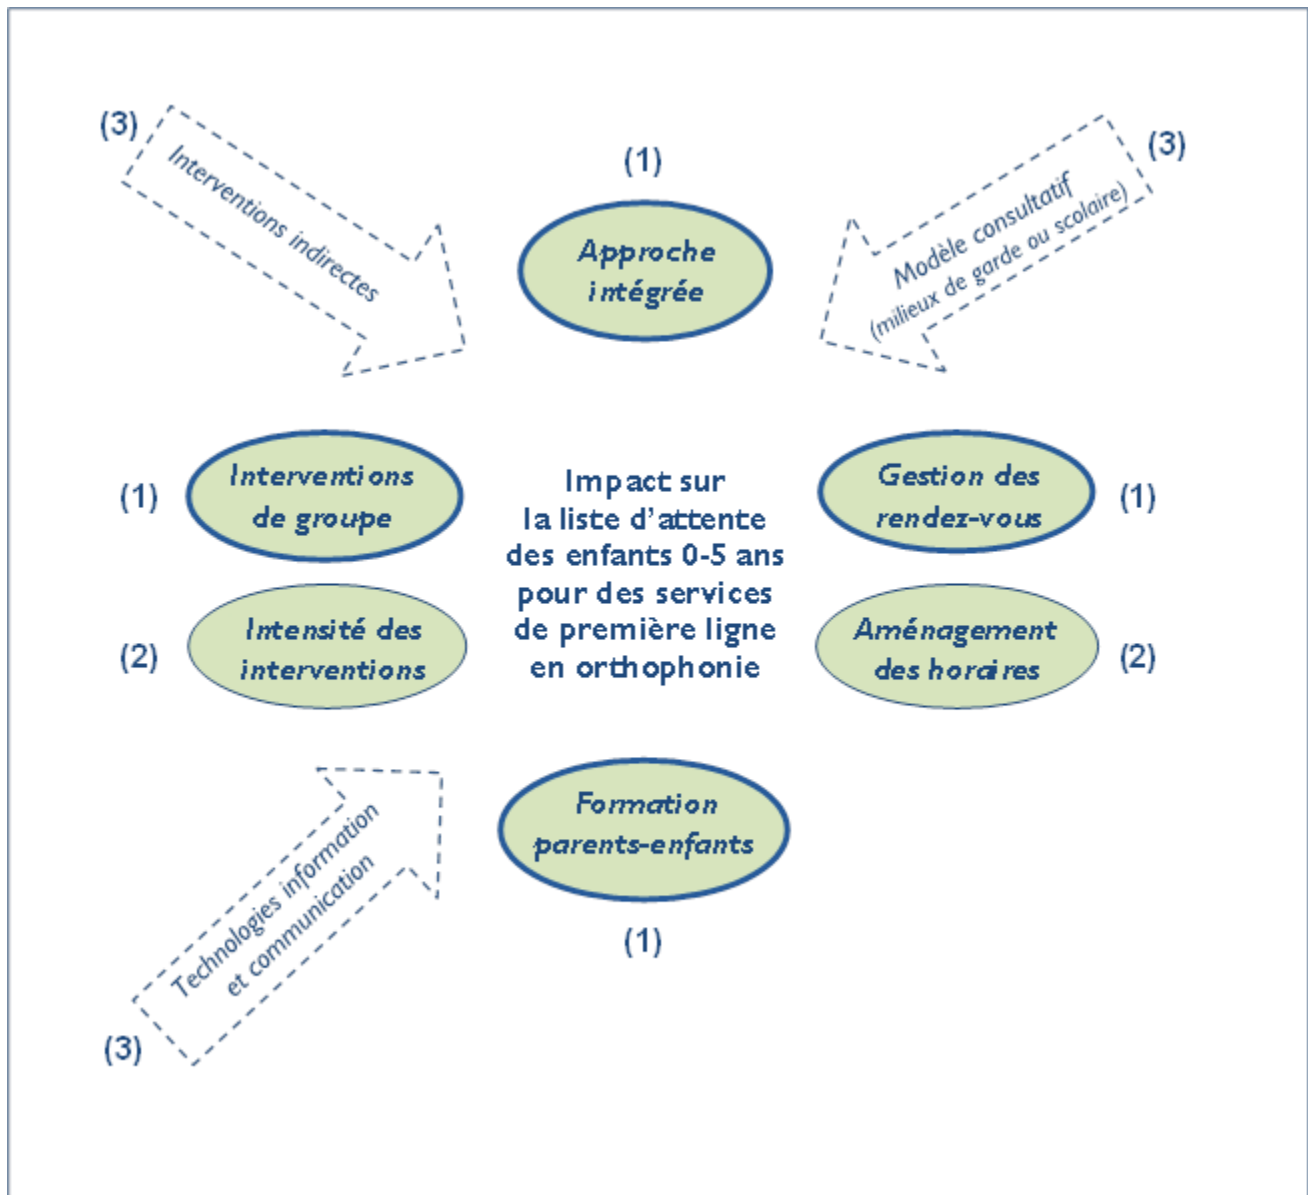 (3)
Interventions indirectes
(1)
Approche
intégrée
(3)
Modèle consultatif
(milieux de garde ou scolaire)
(1)
Interventions
de groupe
Impact sur
la liste d'attente
des enfants 0-5 ans
pour des services
de première ligne
en orthophonie
Gestion des
rendez-vous
(1)
(2)
Intensité des
interventions
Aménagement
des horaires
(2)
Formation
parents-enfants
(1)
Technologies information
et communication
(3)